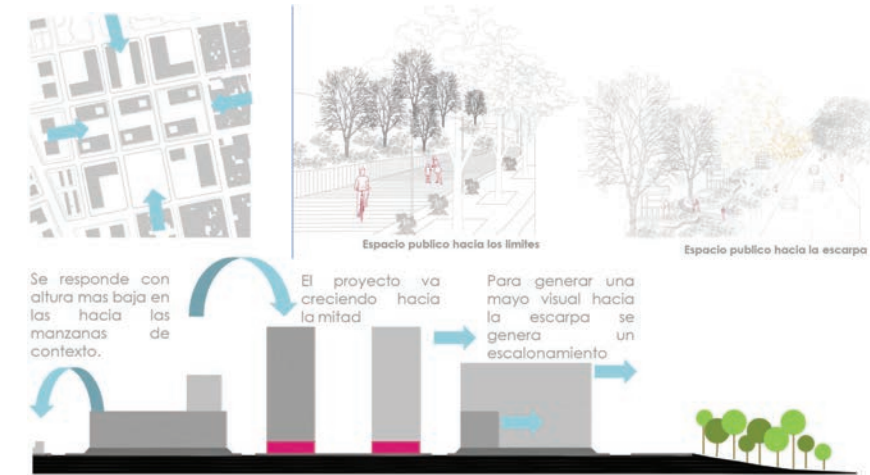 Espacio publico hacia los limites
Espacio publico hacia la escarpa
Se responde con
altura mas baja en
las hacia las
manzanas de
contexto.
El proyecto va
creciendo hacia
la mitad
Para generar una
mayo visual hacia
la escarpa se
genera un
escalonamiento